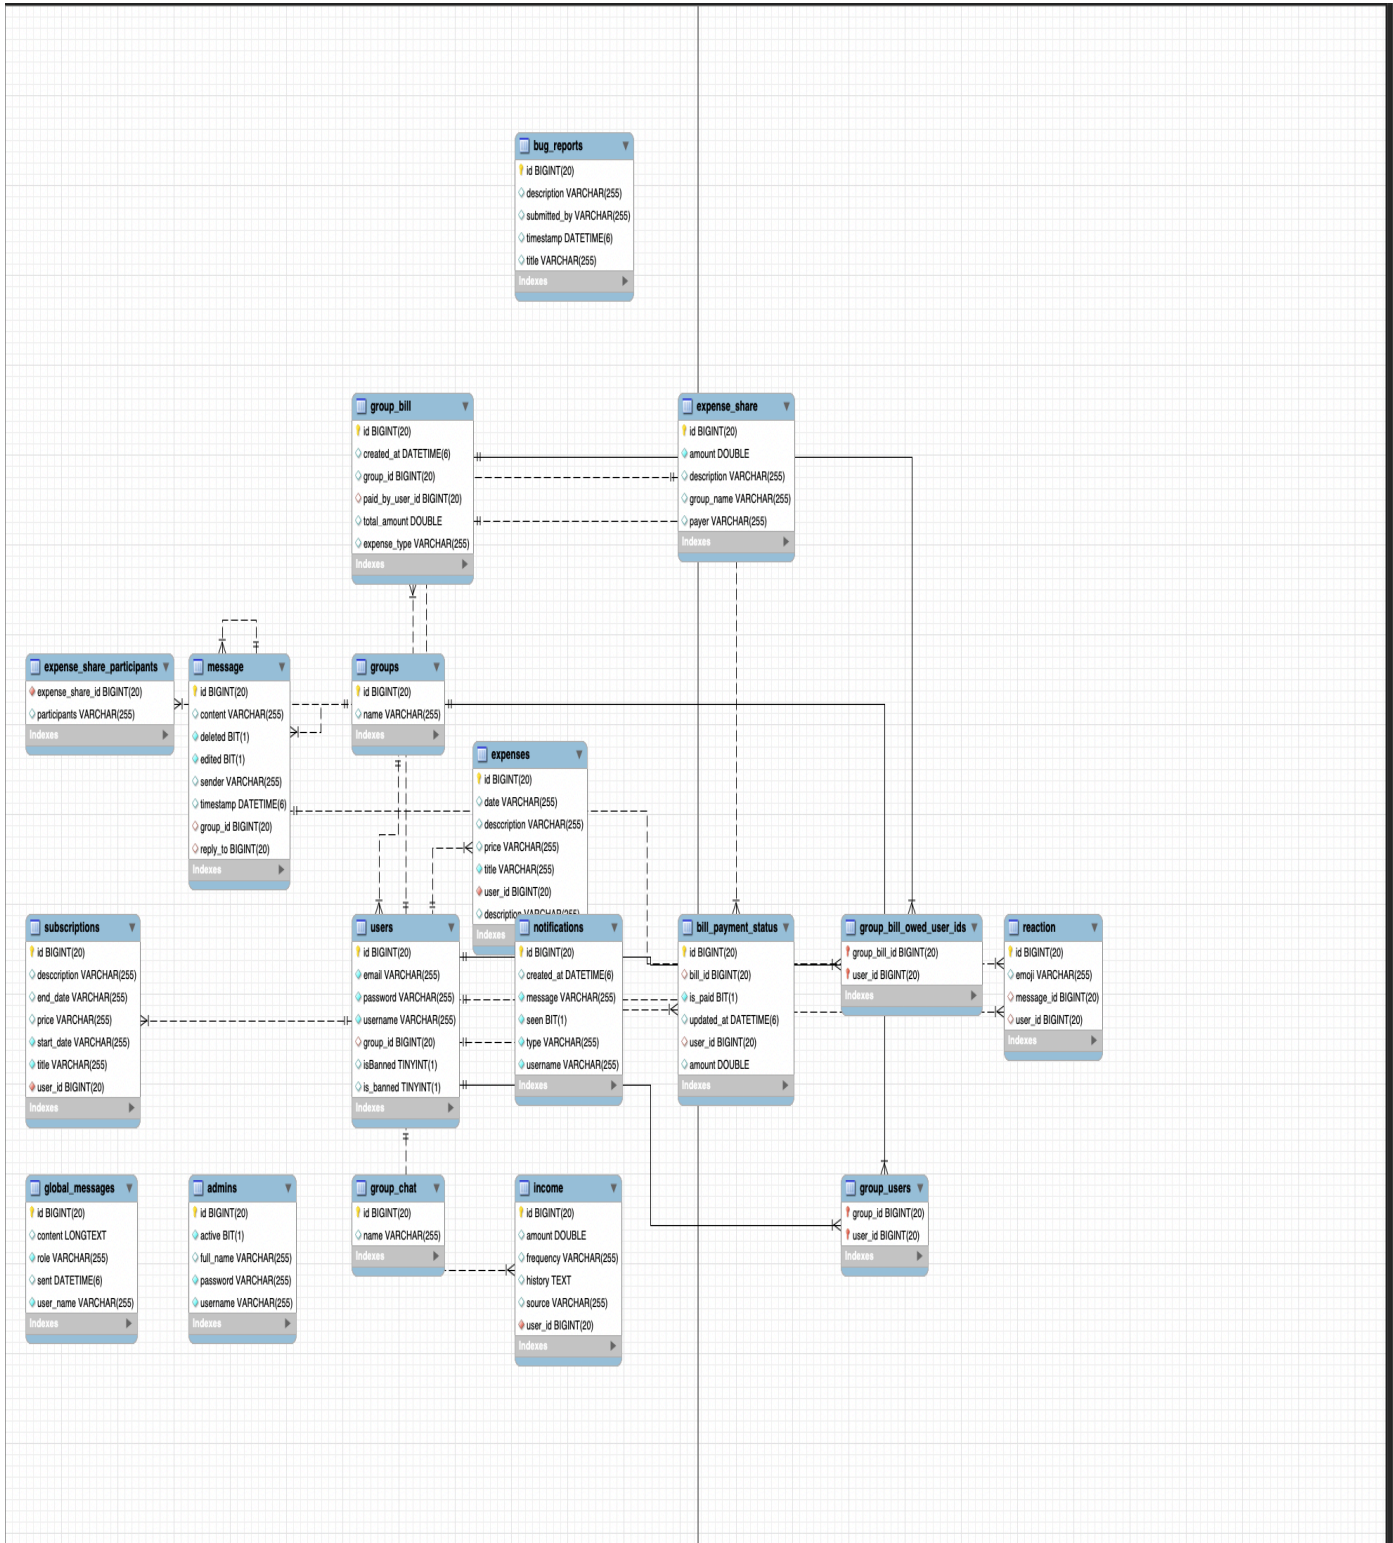 bug_reports
id BIGINT(20)
description VARCHAR(255)
submitted_by VARCHAR(255)
timestamp DATETIME(6)
title VARCHAR(255)
Indexes
group_bill
id BIGINT(20)
created_at DATETIME(6)
group_id BIGINT(20)
paid_by_user_id BIGINT(20)
total_amount DOUBLE
expense_type VARCHAR(255)
Indexes
expense_share
id BIGINT(20)
amount DOUBLE
description VARCHAR(255)
group_name VARCHAR(255)
payer VARCHAR(255)
Indexes
expense_share_participants
expense_share_id BIGINT(20)
participants VARCHAR(255)
Indexes
message
id BIGINT(20)
content VARCHAR(255)
deleted BIT(1)
edited BIT(1)
sender VARCHAR(255)
timestamp DATETIME(6)
group_id BIGINT(20)
reply_to BIGINT(20)
Indexes
groups
id BIGINT(20)
name VARCHAR(255)
Indexes
expenses
id BIGINT(20)
date VARCHAR(255)
desccription VARCHAR(255)
price VARCHAR(255)
title VARCHAR(255)
user_id BIGINT(20)
description VARCHAR(255)
Indexes
subscriptions
id BIGINT(20)
desccription VARCHAR(255)
end_date VARCHAR(255)
price VARCHAR(255)
start_date VARCHAR(255)
title VARCHAR(255)
user_id BIGINT(20)
Indexes
users
id BIGINT(20)
email VARCHAR(255)
password VARCHAR(255)
username VARCHAR(255)
group_id BIGINT(20)
isBanned TINYINT(1)
is_banned TINYINT(1)
Indexes
notifications
id BIGINT(20)
created_at DATETIME(6)
message VARCHAR(255)
seen BIT(1)
type VARCHAR(255)
username VARCHAR(255)
Indexes
bill_payment_status
id BIGINT(20)
bill_id BIGINT(20)
is_paid BIT(1)
updated_at DATETIME(6)
user_id BIGINT(20)
amount DOUBLE
Indexes
group_bill_owed_user_ids
group_bill_id BIGINT(20)
user_id BIGINT(20)
Indexes
reaction
id BIGINT(20)
emoji VARCHAR(255)
message_id BIGINT(20)
user_id BIGINT(20)
Indexes
global_messages
id BIGINT(20)
content LONGTEXT
role VARCHAR(255)
sent DATETIME(6)
user_name VARCHAR(255)
Indexes
admins
id BIGINT(20)
active BIT(1)
full_name VARCHAR(255)
password VARCHAR(255)
username VARCHAR(255)
Indexes
group_chat
id BIGINT(20)
name VARCHAR(255)
Indexes
income
id BIGINT(20)
amount DOUBLE
frequency VARCHAR(255)
history TEXT
source VARCHAR(255)
user_id BIGINT(20)
Indexes
group_users
group_id BIGINT(20)
user_id BIGINT(20)
Indexes